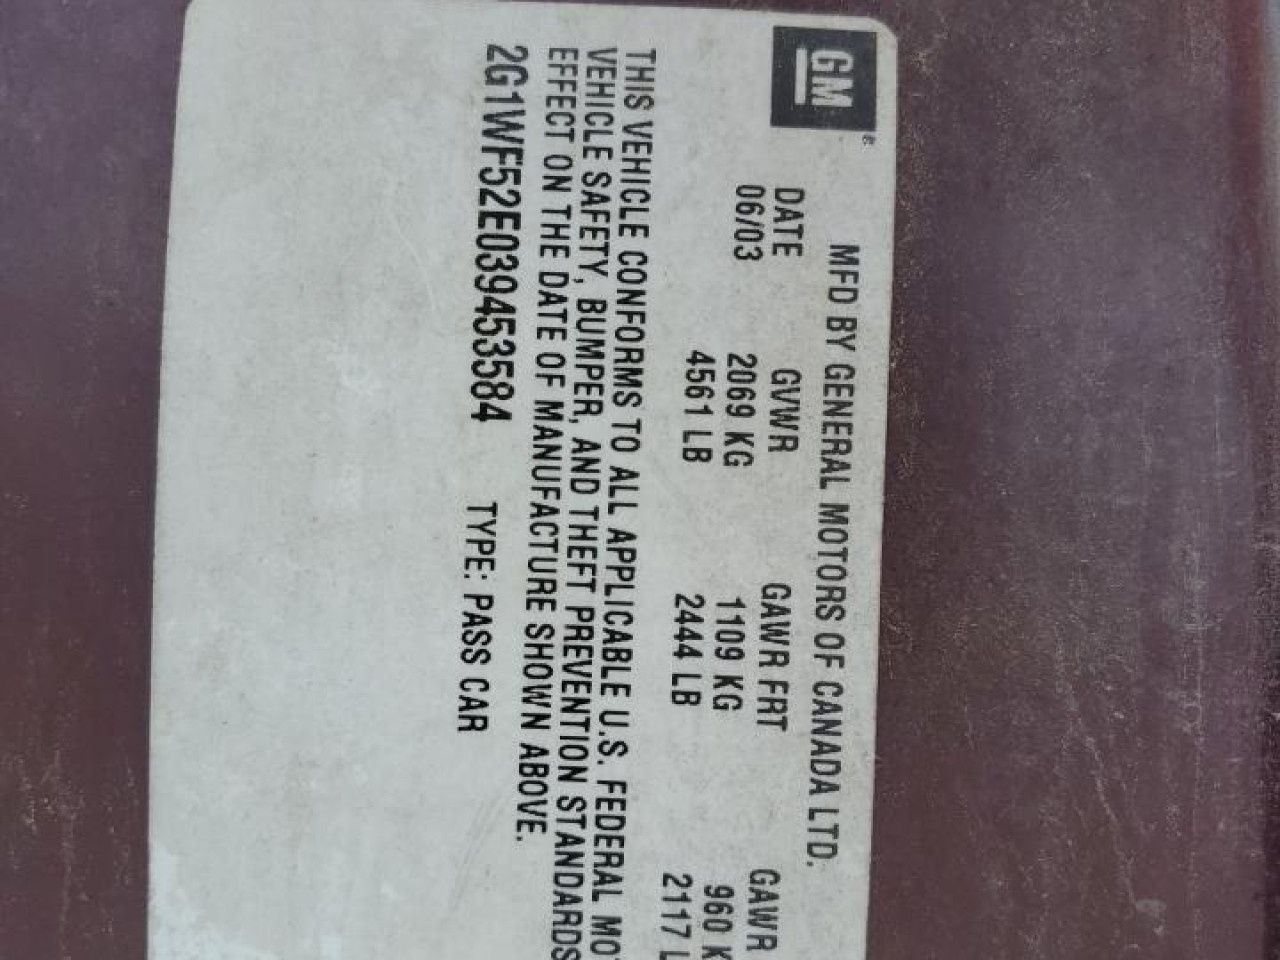 GM
MFD BY GENERAL MOTORS OF CANADA LTD.
DATE GVWR GAWR FRT GAWR
06/03 2069 KG 1109 KG 960 K
4561 LB 2444 LB 2117 L
THIS VEHICLE CONFORMS TO ALL APPLICABLE U.S. FEDERAL MO
VEHICLE SAFETY, BUMPER, AND THEFT PREVENTION STANDARDS
EFFECT ON THE DATE OF MANUFACTURE SHOWN ABOVE.
2G1WF52E039453584 TYPE: PASS CAR